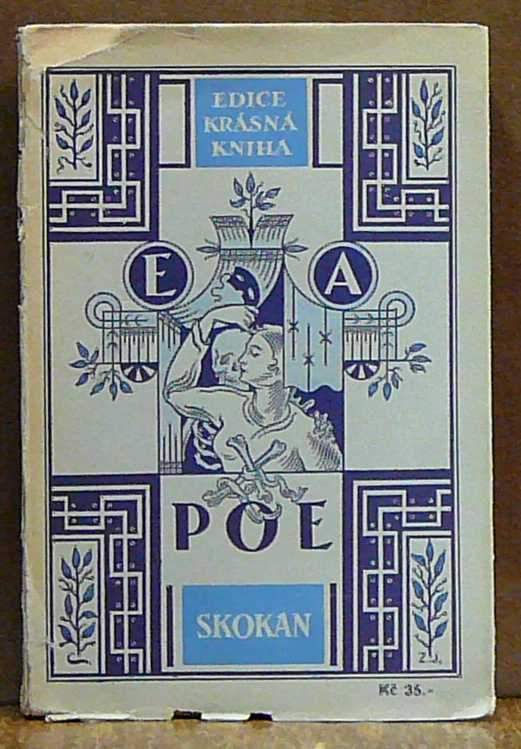 EDICE
KRÁSNÁ
KNIHA
E A
POE
SKOKAN
Z.J.
Kč 35.-